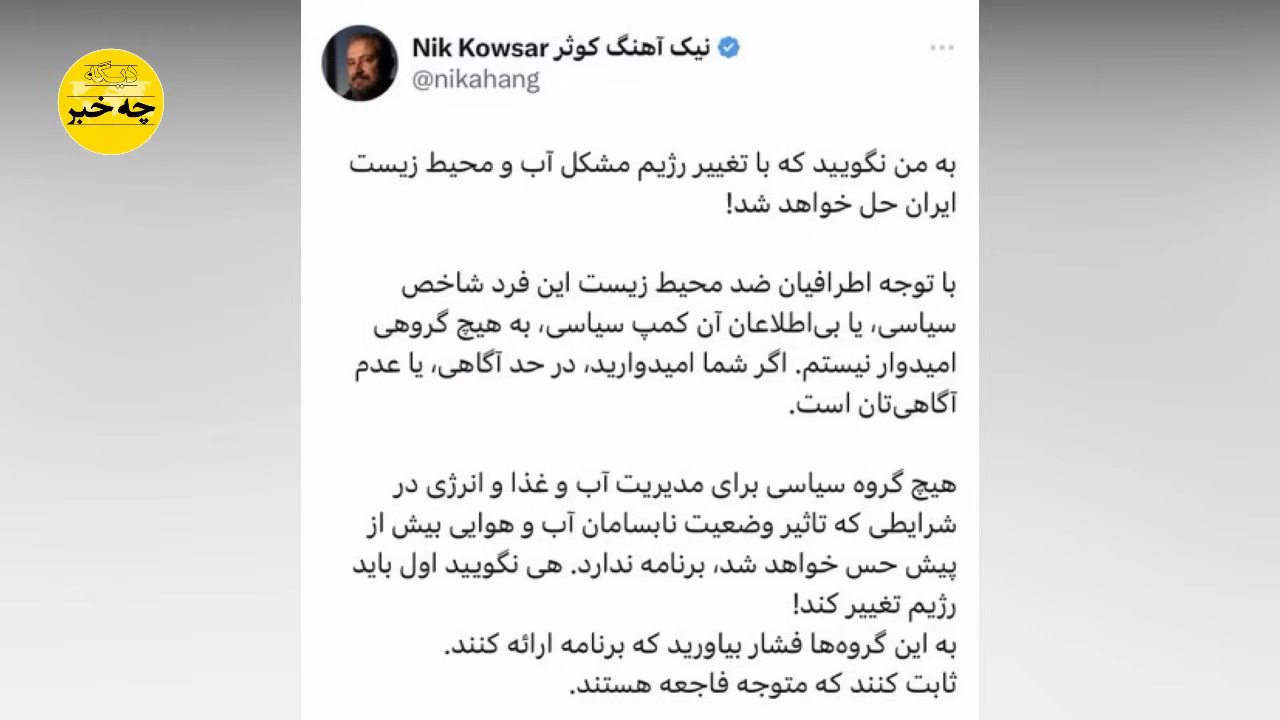 دیگه
چه خبر
Nik Kowsar نیک آهنگ کوثر
@nikahang
به من نگویید که با تغییر رژیم مشکل آب و محیط زیست
ایران حل خواهد شد!
با توجه اطرافیان ضد محیط زیست این فرد شاخص
سیاسی، یا بی‌اطلاعان آن کمپ سیاسی، به هیچ گروهی
امیدوار نیستم. اگر شما امیدوارید، در حد آگاهی، یا عدم
آگاهی‌تان است.
هیچ گروه سیاسی برای مدیریت آب و غذا و انرژی در
شرایطی که تاثیر وضعیت نابسامان آب و هوایی بیش از
پیش حس خواهد شد، برنامه ندارد. هی نگویید اول باید
رژیم تغییر کند!
به این گروه‌ها فشار بیاورید که برنامه ارائه کنند.
ثابت کنند که متوجه فاجعه هستند.